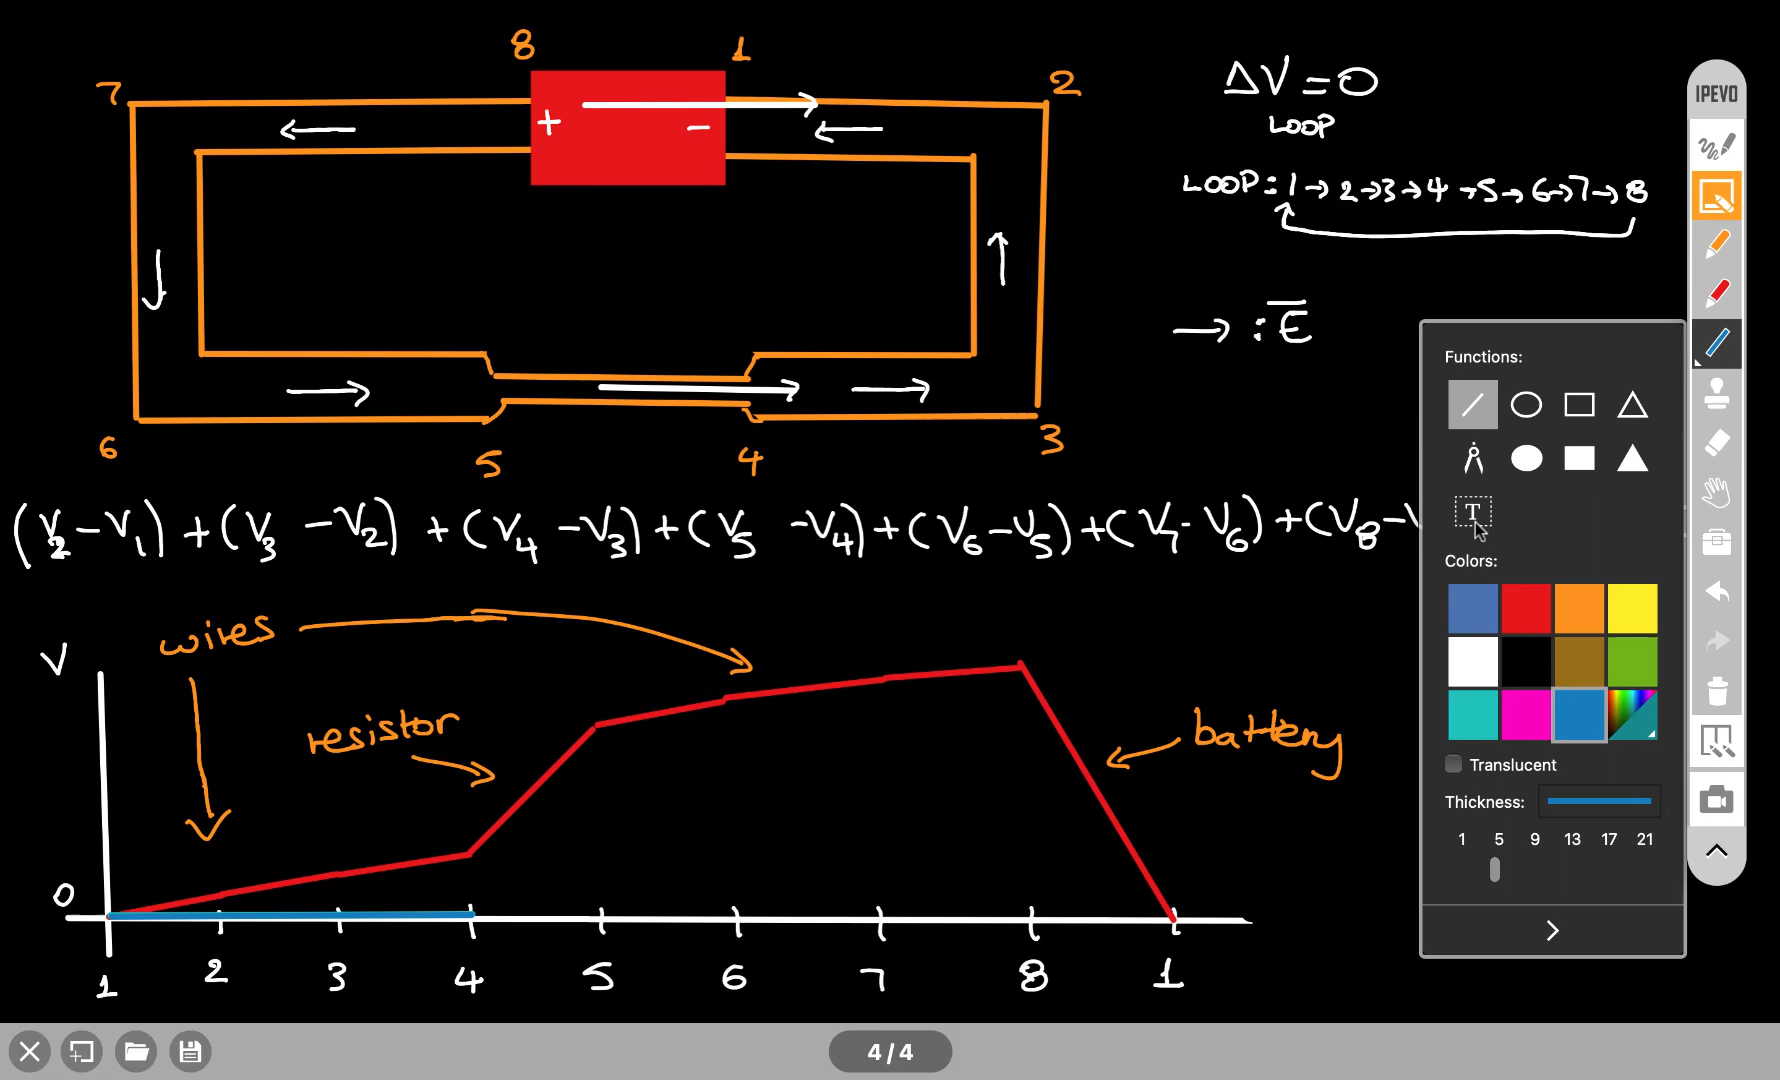 8 1
7 2
+ -
6 5 4 3
ΔV = 0
LOOP
LOOP: 1 → 2 → 3 → 4 → 5 → 6 → 7 → 8
→ : E̅
(V2 - V1) + (V3 - V2) + (V4 - V3) + (V5 - V4) + (V6 - V5) + (V7 - V6) + (V8 -
wires
V
resistor
battery
0
1 2 3 4 5 6 7 8 1
IPEVO
Functions:
T
Colors:
Translucent
Thickness:
1 5 9 13 17 21
4 / 4